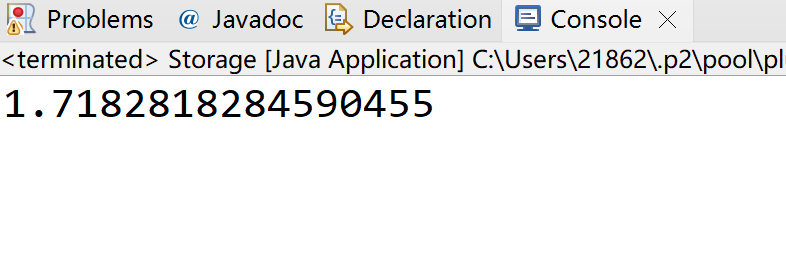 Problems @ Javadoc Declaration Console
<terminated> Storage [Java Application] C:\Users\21862\.p2\pool\pl
1.7182818284590455